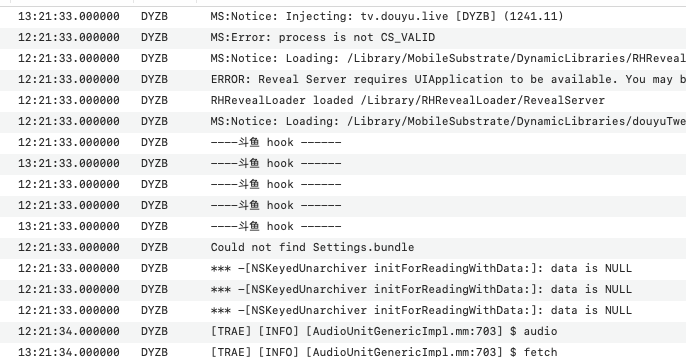 13:21:33.000000 DYZB MS:Notice: Injecting: tv.douyu.live [DYZB] (1241.11)
12:21:33.000000 DYZB MS:Error: process is not CS_VALID
12:21:33.000000 DYZB MS:Notice: Loading: /Library/MobileSubstrate/DynamicLibraries/RHReveal
12:21:33.000000 DYZB ERROR: Reveal Server requires UIApplication to be available. You may b
12:21:33.000000 DYZB RHRevealLoader loaded /Library/RHRevealLoader/RevealServer
12:21:33.000000 DYZB MS:Notice: Loading: /Library/MobileSubstrate/DynamicLibraries/douyuTwe
12:21:33.000000 DYZB ----斗鱼 hook ------
13:21:33.000000 DYZB ----斗鱼 hook ------
12:21:33.000000 DYZB ----斗鱼 hook ------
12:21:33.000000 DYZB ----斗鱼 hook ------
13:21:33.000000 DYZB ----斗鱼 hook ------
12:21:33.000000 DYZB Could not find Settings.bundle
12:21:33.000000 DYZB *** -[NSKeyedUnarchiver initForReadingWithData:]: data is NULL
12:21:33.000000 DYZB *** -[NSKeyedUnarchiver initForReadingWithData:]: data is NULL
12:21:33.000000 DYZB *** -[NSKeyedUnarchiver initForReadingWithData:]: data is NULL
12:21:34.000000 DYZB [TRAE] [INFO] [AudioUnitGenericImpl.mm:703] $ audio
13:21:34.000000 DYZB [TRAE] [INFO] [AudioUnitGenericImpl.mm:703] $ fetch